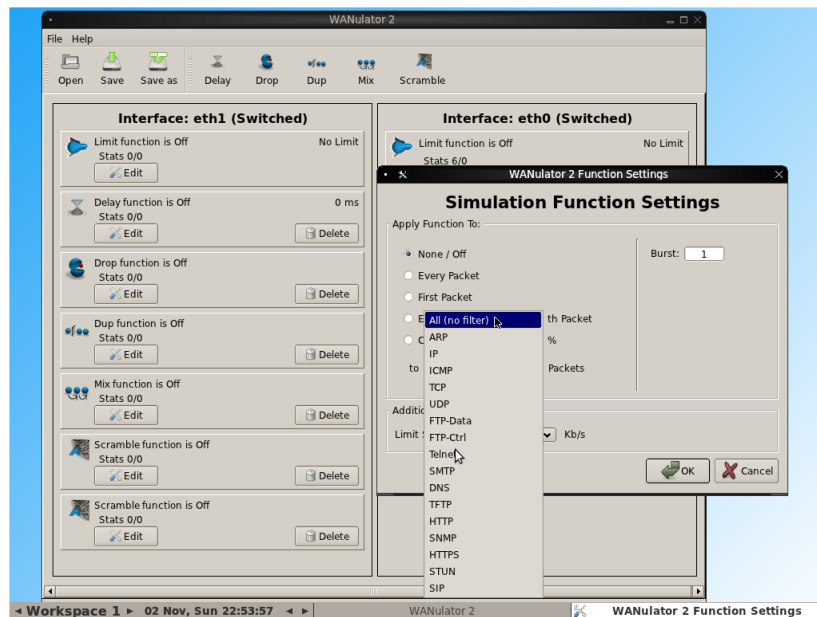 WANulator 2
File Help
Open Save Save as Delay Drop Dup Mix Scramble
Interface: eth1 (Switched)
Limit function is Off No Limit
Stats 0/0
Edit
Delay function is Off 0 ms
Stats 0/0
Edit Delete
Drop function is Off
Stats 0/0
Edit Delete
Dup function is Off
Stats 0/0
Edit Delete
Mix function is Off
Stats 0/0
Edit Delete
Scramble function is Off
Stats 0/0
Edit Delete
Scramble function is Off
Stats 0/0
Edit Delete
Interface: eth0 (Switched)
Limit function is Off No Limit
Stats 6/0
WANulator 2 Function Settings
Simulation Function Settings
Apply Function To:
None / Off
Every Packet
First Packet
th Packet
%
to Packets
Burst: 1
Limit
Kb/s
OK Cancel
All (no filter)
ARP
IP
ICMP
TCP
UDP
FTP-Data
FTP-Ctrl
Telnet
SMTP
DNS
TFTP
HTTP
SNMP
HTTPS
STUN
SIP
Workspace 1 02 Nov, Sun 22:53:57 WANulator 2 WANulator 2 Function Settings